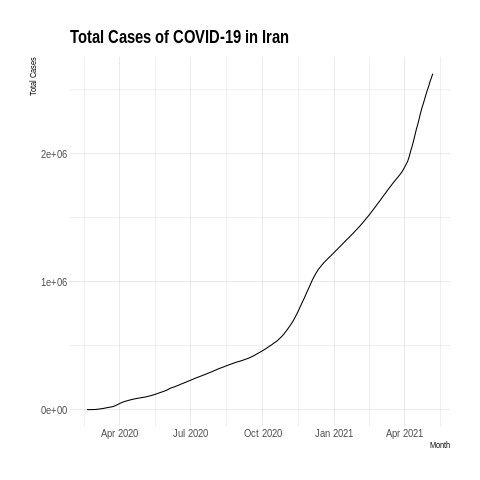 Total Cases of COVID-19 in Iran
Total Cases
2e+06
1e+06
0e+00
Apr 2020 Jul 2020 Oct 2020 Jan 2021 Apr 2021
Month